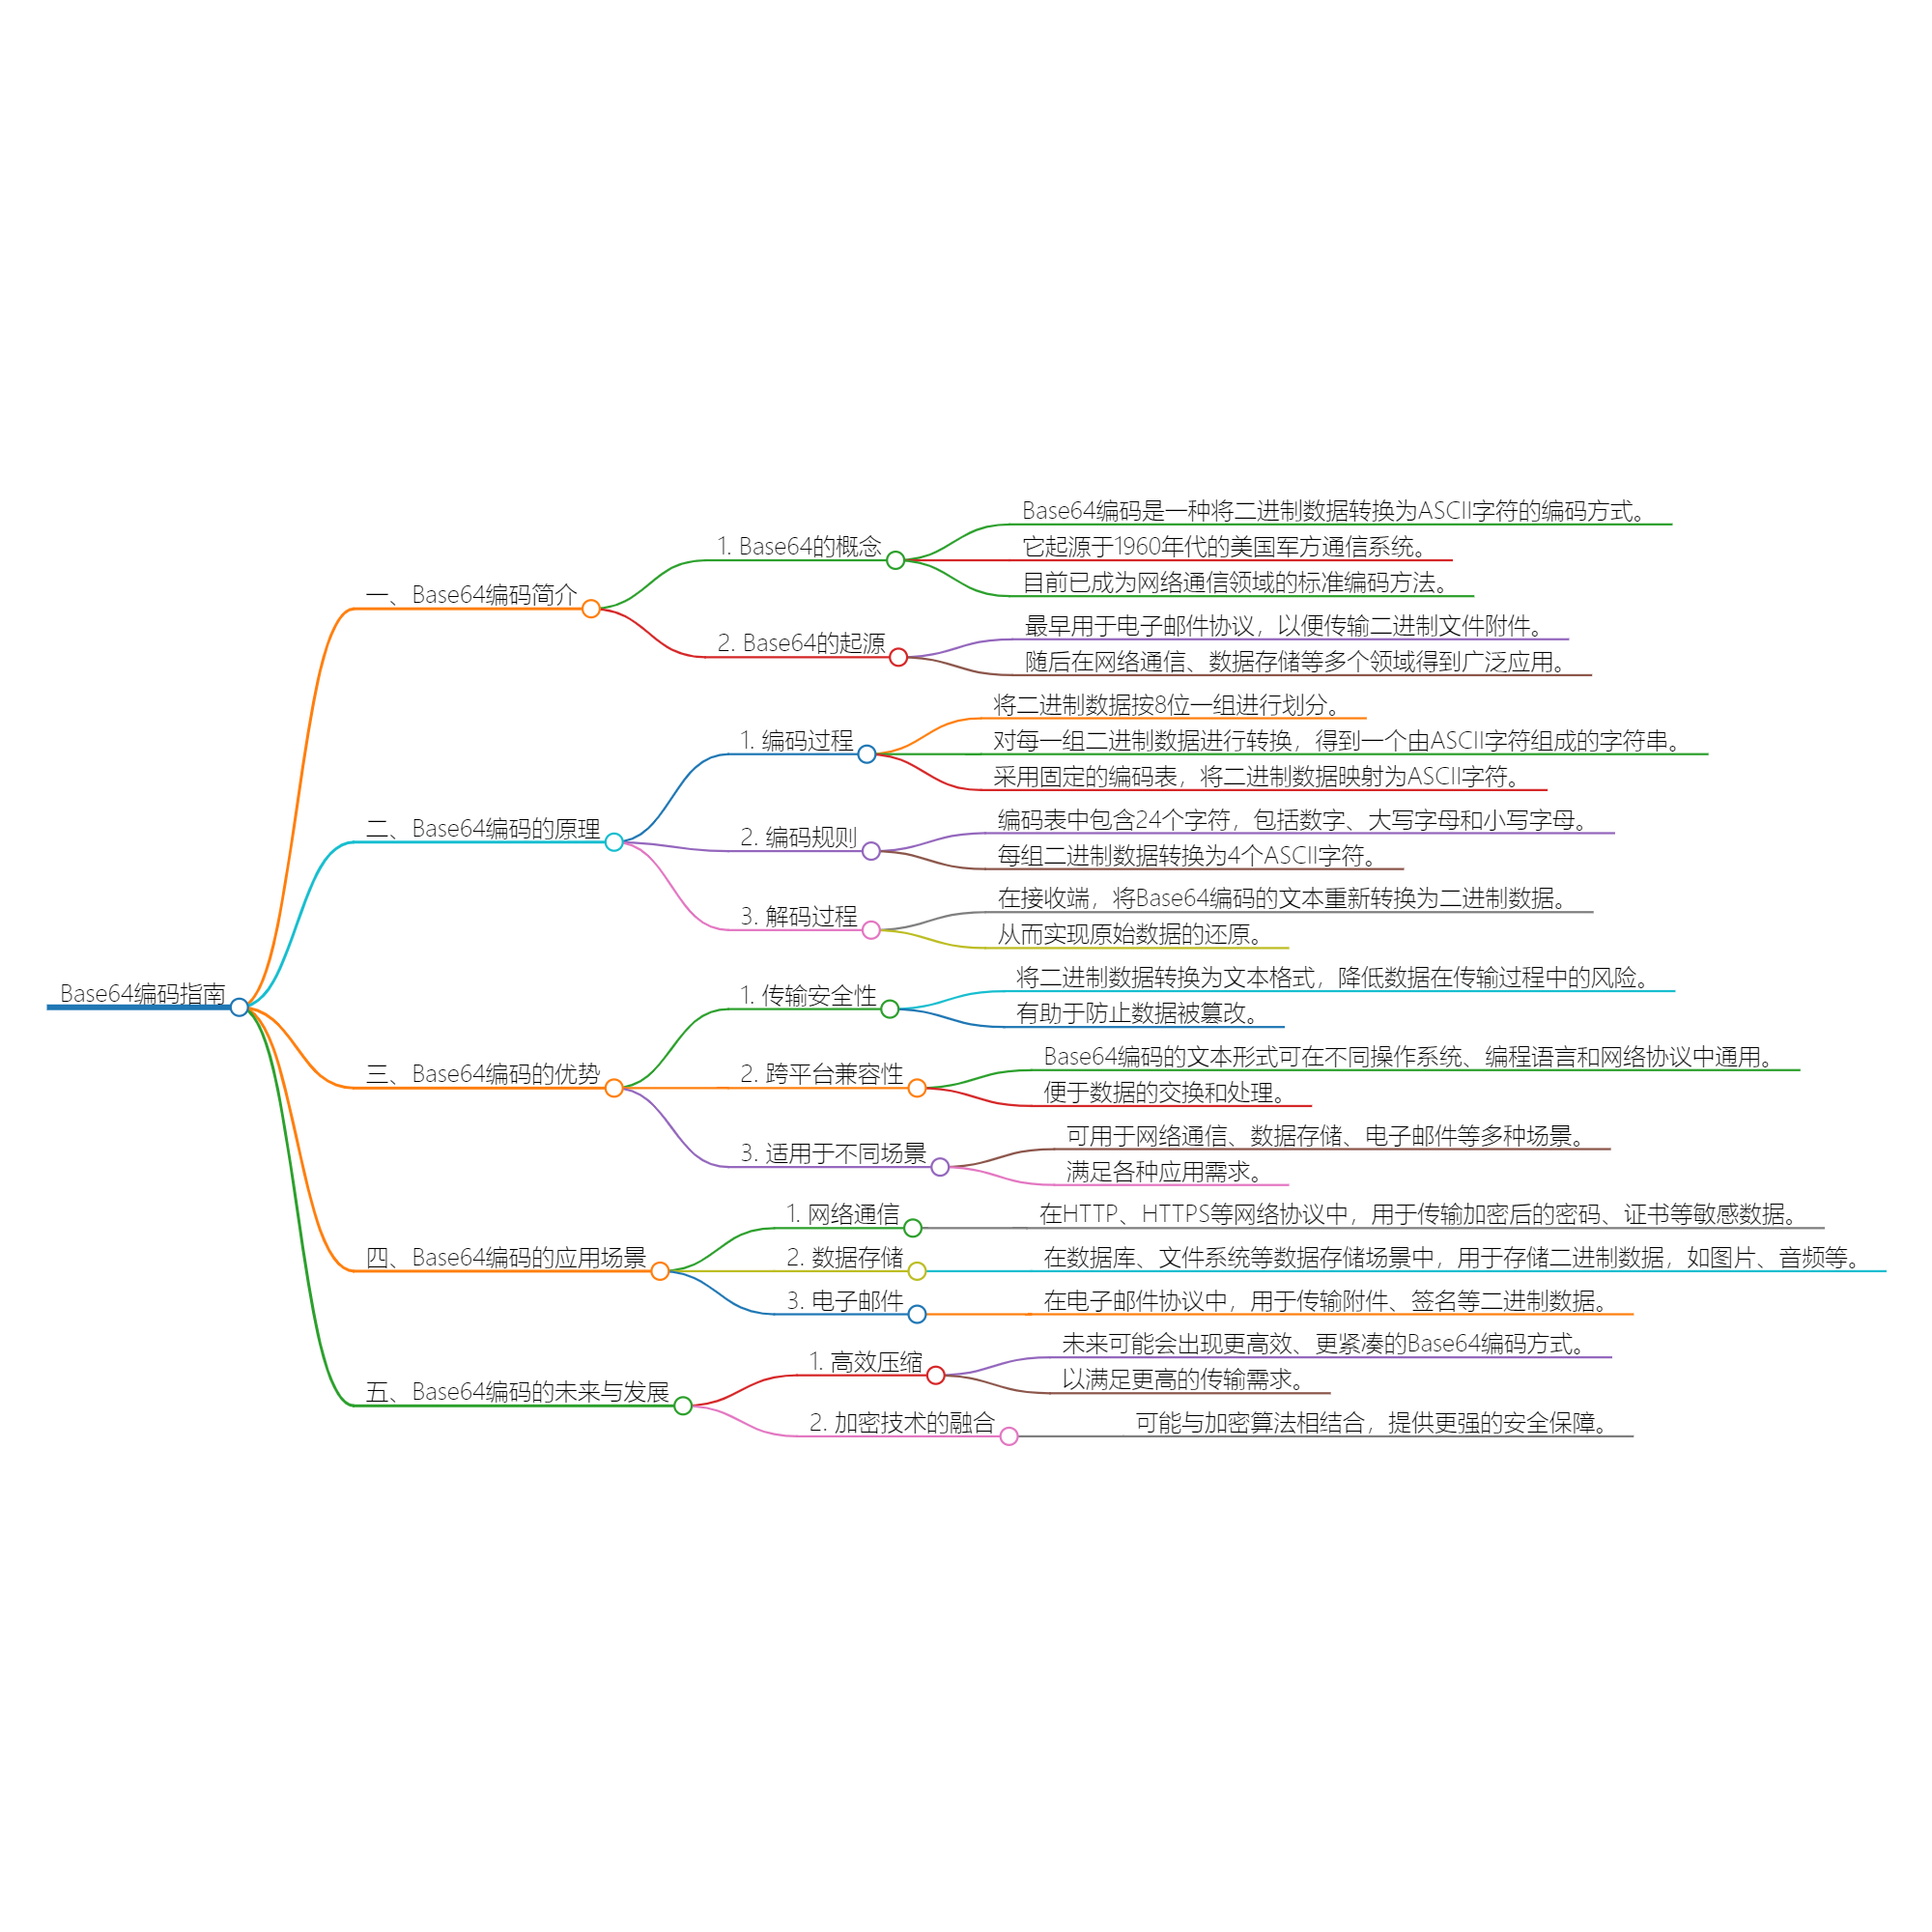 Base64编码指南
一、Base64编码简介
1. Base64的概念
Base64编码是一种将二进制数据转换为ASCII字符的编码方式。
它起源于1960年代的美国军方通信系统。
目前已成为网络通信领域的标准编码方法。
2. Base64的起源
最早用于电子邮件协议，以便传输二进制文件附件。
随后在网络通信、数据存储等多个领域得到广泛应用。
二、Base64编码的原理
1. 编码过程
将二进制数据按8位一组进行划分。
对每一组二进制数据进行转换，得到一个由ASCII字符组成的字符串。
采用固定的编码表，将二进制数据映射为ASCII字符。
2. 编码规则
编码表中包含24个字符，包括数字、大写字母和小写字母。
每组二进制数据转换为4个ASCII字符。
3. 解码过程
在接收端，将Base64编码的文本重新转换为二进制数据。
从而实现原始数据的还原。
三、Base64编码的优势
1. 传输安全性
将二进制数据转换为文本格式，降低数据在传输过程中的风险。
有助于防止数据被篡改。
2. 跨平台兼容性
Base64编码的文本形式可在不同操作系统、编程语言和网络协议中通用。
便于数据的交换和处理。
3. 适用于不同场景
可用于网络通信、数据存储、电子邮件等多种场景。
满足各种应用需求。
四、Base64编码的应用场景
1. 网络通信
在HTTP、HTTPS等网络协议中，用于传输加密后的密码、证书等敏感数据。
2. 数据存储
在数据库、文件系统等数据存储场景中，用于存储二进制数据，如图片、音频等。
3. 电子邮件
在电子邮件协议中，用于传输附件、签名等二进制数据。
五、Base64编码的未来与发展
1. 高效压缩
未来可能会出现更高效、更紧凑的Base64编码方式。
以满足更高的传输需求。
2. 加密技术的融合
可能与加密算法相结合，提供更强的安全保障。